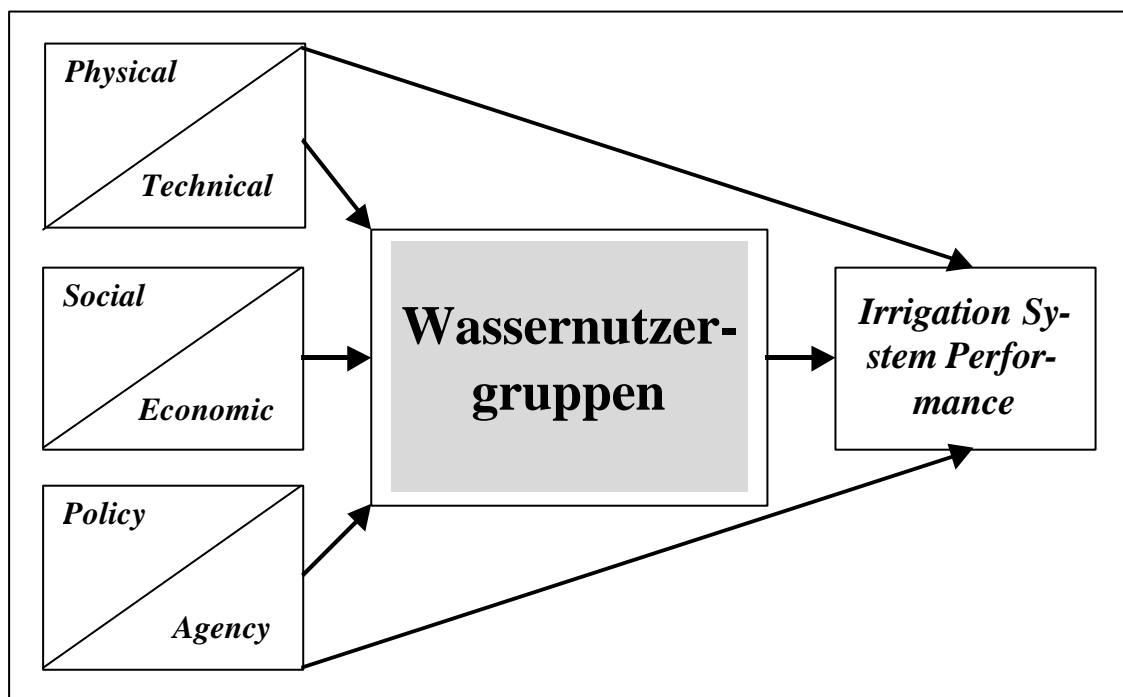 Physical
Technical
Social
Economic
Policy
Agency
Wassernutzer-
gruppen
Irrigation Sy-
stem Perfor-
mance